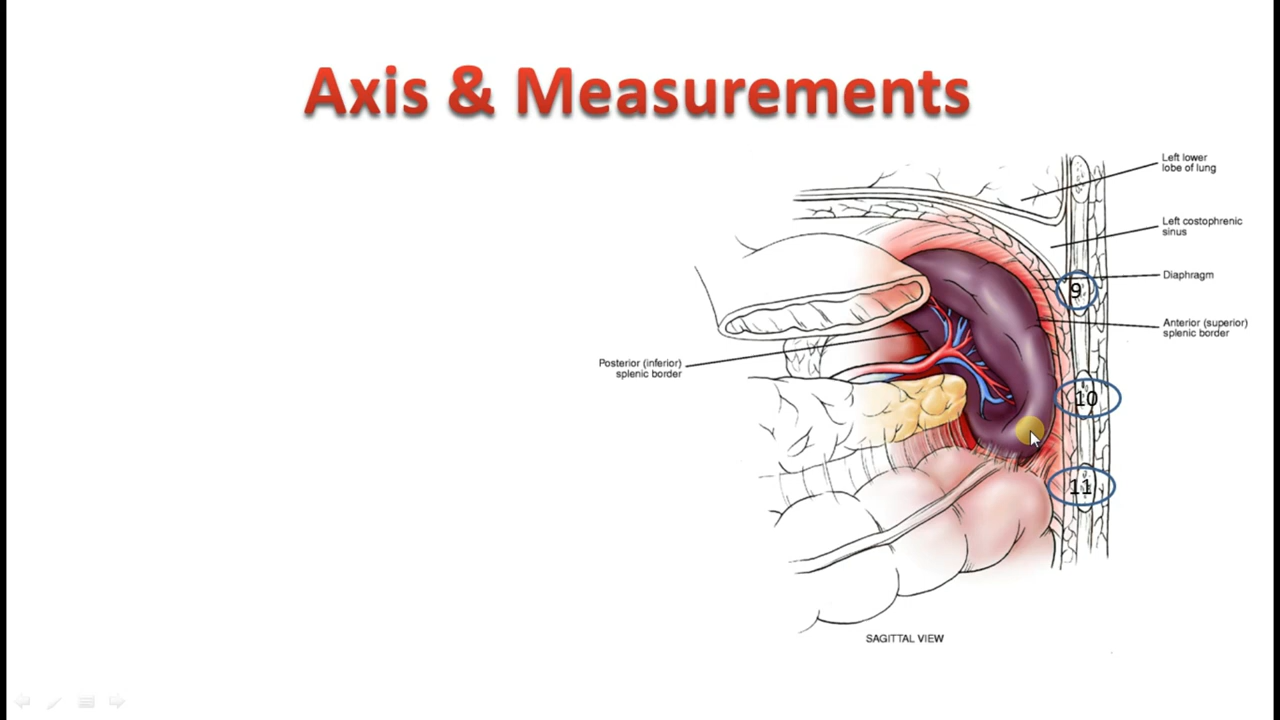 Axis & Measurements
Left lower
lobe of lung
Left costophrenic
sinus
Diaphragm
9
Anterior (superior)
splenic border
Posterior (inferior)
splenic border
10
11
SAGITTAL VIEW